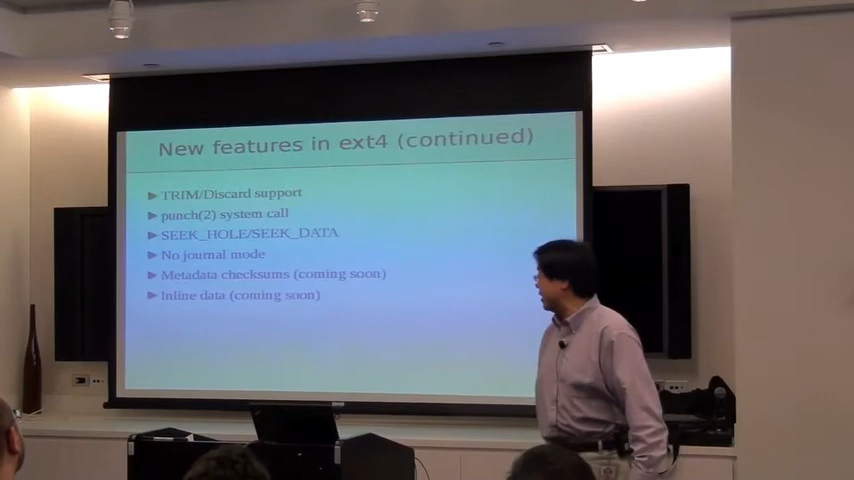 New features in ext4 (continued)
TRIM/Discard support
punch(2) system call
SEEK_HOLE/SEEK_DATA
No journal mode
Metadata checksums (coming soon)
Inline data (coming soon)